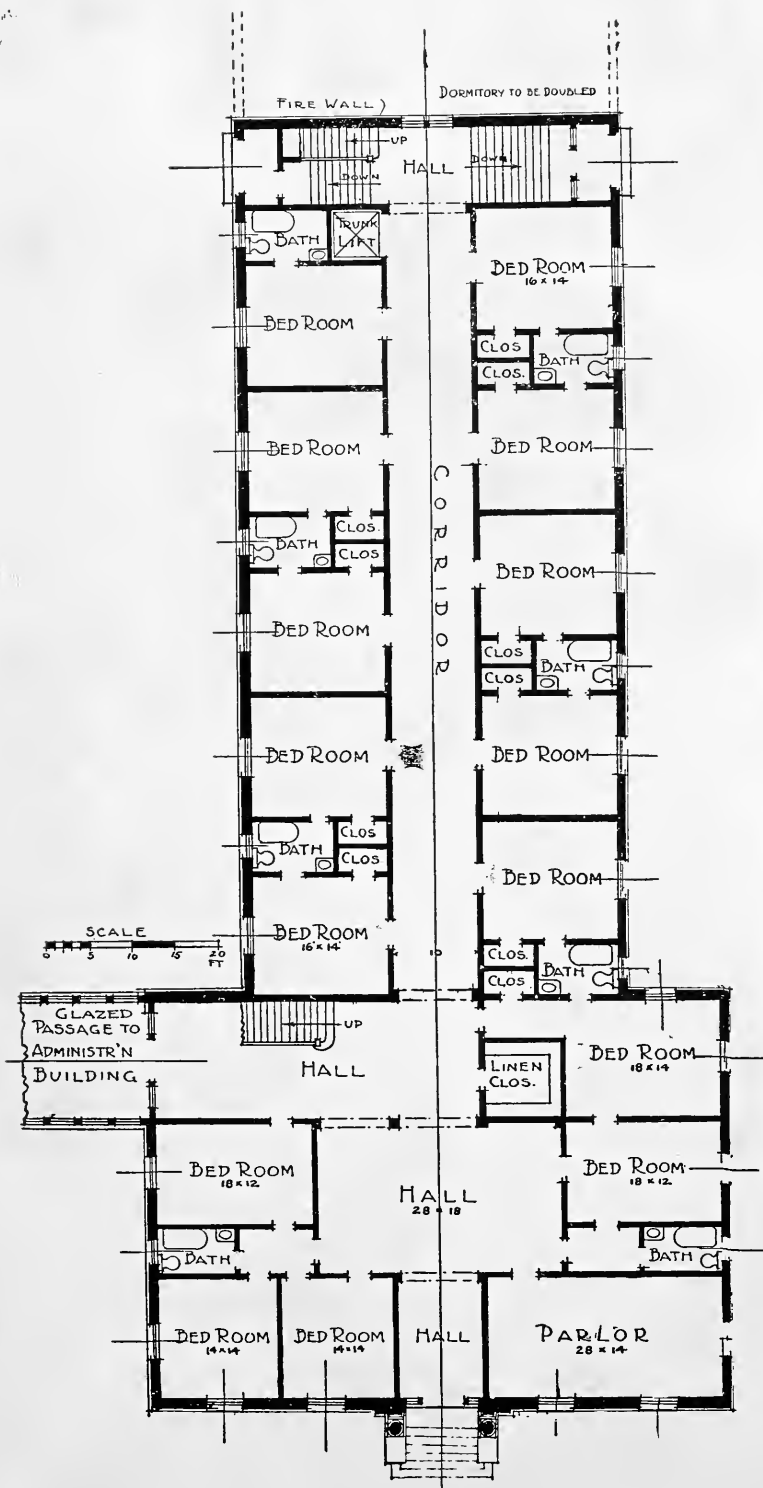 DORMITORY TO BE DOUBLED
FIRE WALL)
UP
DOWN
HALL
DOWN
BATH
TRUNK
LIFT
BED ROOM
16 x 14
BED ROOM
CLOS
CLOS.
BATH
BED ROOM
BED ROOM
CORRIDOR
BATH
CLOS.
CLOS
BED ROOM
BED ROOM
CLOS
CLOS
BATH
BED ROOM
BED ROOM
BATH
CLOS
CLOS
BED ROOM
BED ROOM
16 x 14
10
CLOS.
CLOS
BATH
SCALE
0 5 10 15 20
FT
GLAZED
PASSAGE TO
ADMINISTR'N
BUILDING
UP
HALL
LINEN
CLOS.
BED ROOM
18 x 14
BED ROOM
18 x 12
HALL
28 x 18
BED ROOM
18 x 12
BATH
BATH
BED ROOM
14 x 14
BED ROOM
14 x 14
HALL
PARLOR
28 x 14